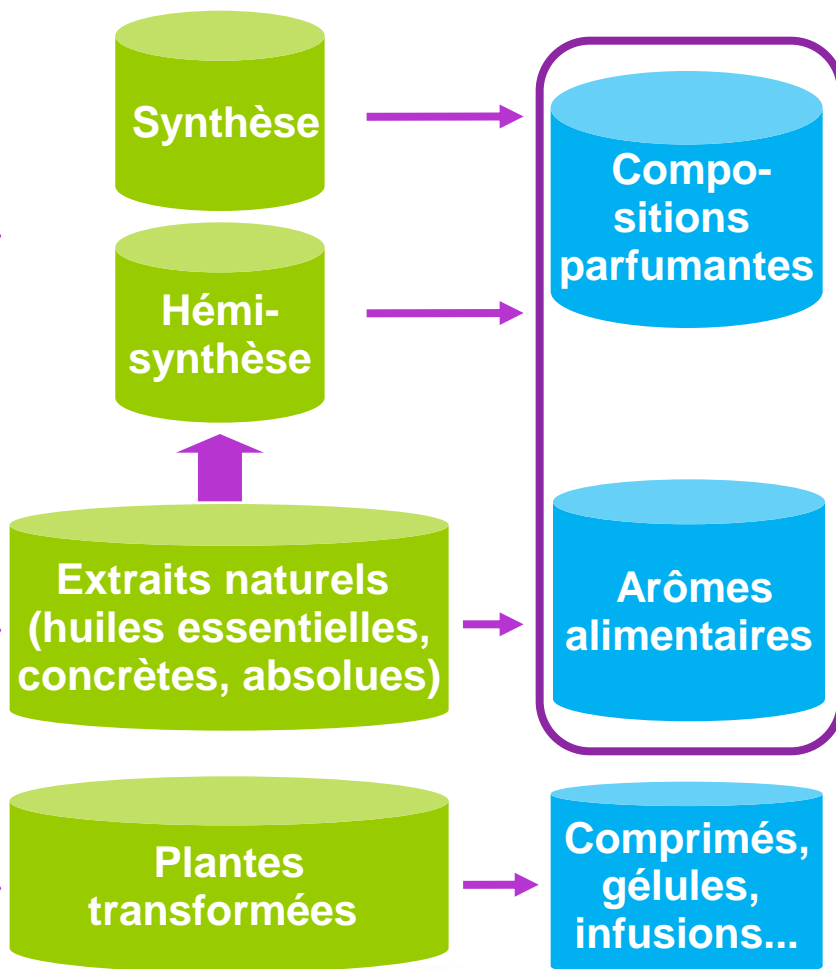 Synthèse
Compo-
sitions
parfumantes
Hémi-
synthèse
Extraits naturels
(huiles essentielles,
concrètes, absolues)
Arômes
alimentaires
Plantes
transformées
Comprimés,
gélules,
infusions...